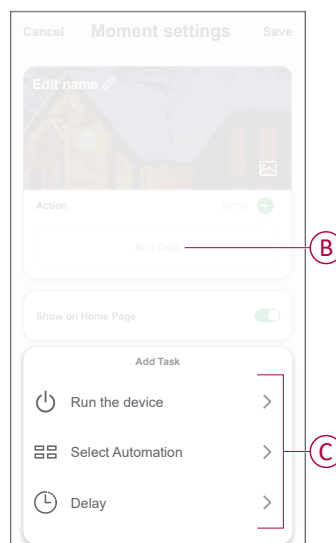 Cancel Moment settings Save
Edit name
Action (0/10)
Add Task B
Show on Home Page
Add Task
Run the device
Select Automation C
Delay